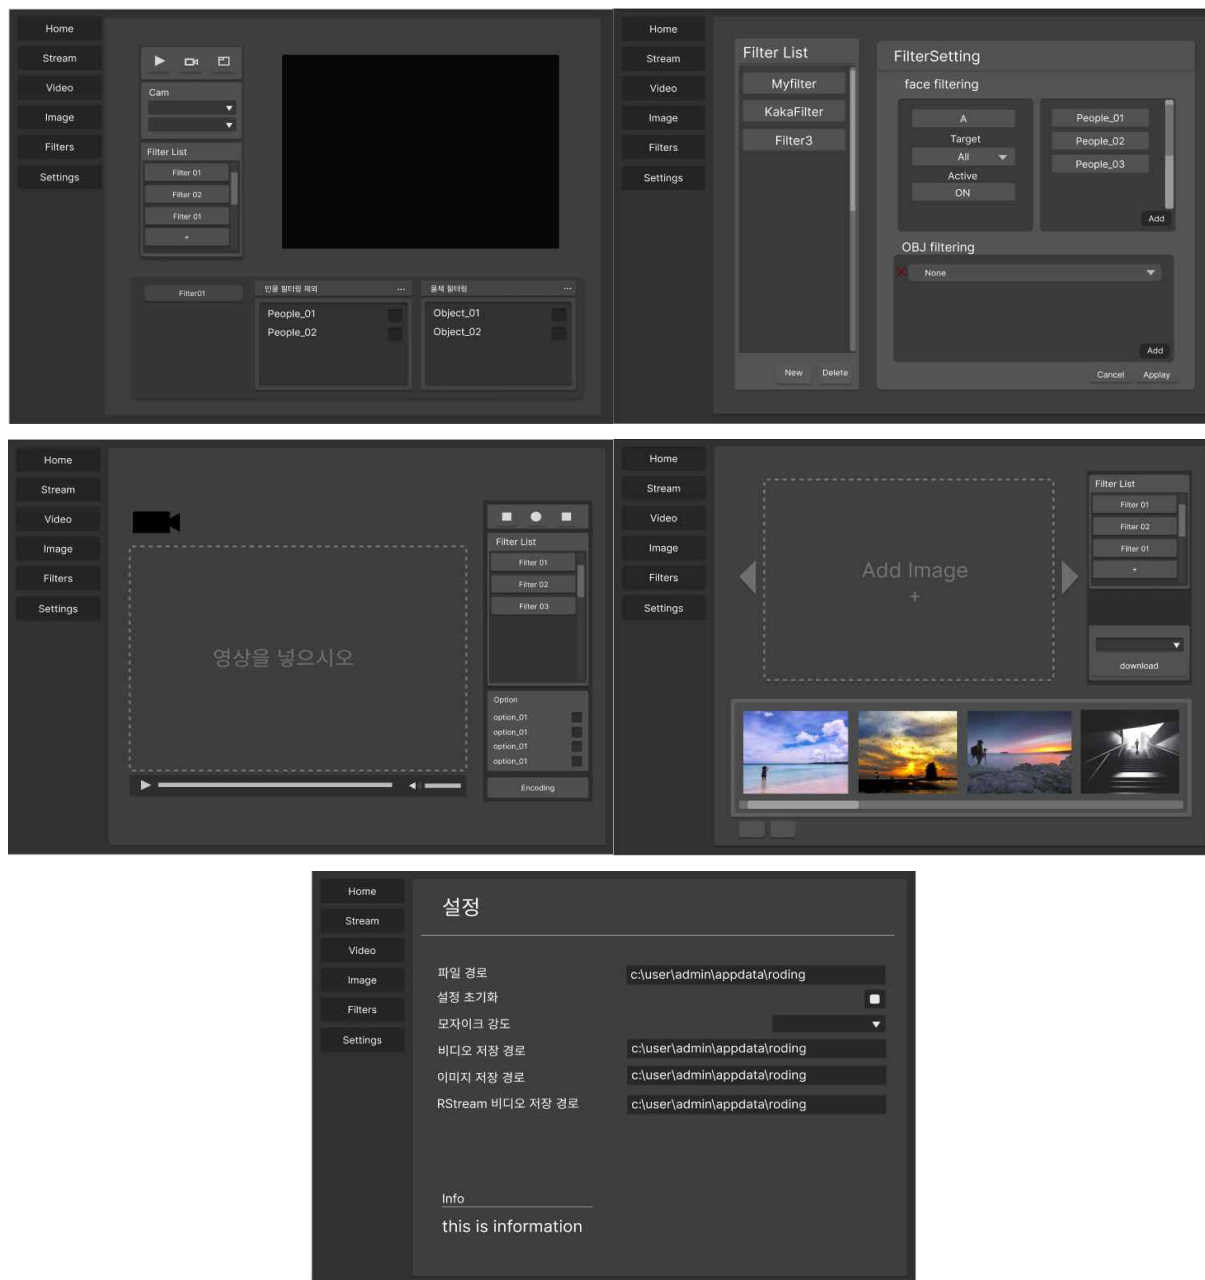 Home
Stream
Video
Image
Filters
Settings
Cam
Filter List
Filter 01
Filter 02
Filter 01
+
Filter01
인물 필터링 제외 ...
People_01
People_02
물체 필터링 ...
Object_01
Object_02
Home
Stream
Video
Image
Filters
Settings
Filter List
Myfilter
KakaFilter
Filter3
New Delete
FilterSetting
face filtering
A
Target
All
Active
ON
People_01
People_02
People_03
Add
OBJ filtering
None
Add
Cancel Applay
Home
Stream
Video
Image
Filters
Settings
영상을 넣으시오
Filter List
Filter 01
Filter 02
Filter 03
Option
option_01
option_01
option_01
option_01
Encoding
Home
Stream
Video
Image
Filters
Settings
Add Image
+
Filter List
Filter 01
Filter 02
Filter 01
+
download
Home
Stream
Video
Image
Filters
Settings
설정
파일 경로 c:\user\admin\appdata\roding
설정 초기화
모자이크 강도
비디오 저장 경로 c:\user\admin\appdata\roding
이미지 저장 경로 c:\user\admin\appdata\roding
RStream 비디오 저장 경로 c:\user\admin\appdata\roding
Info
this is information